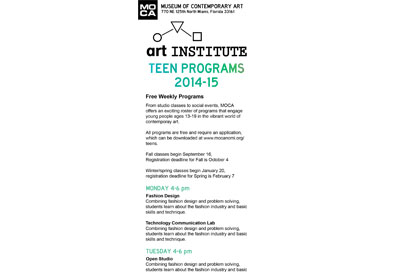 MO
CA
MUSEUM OF CONTEMPORARY ART
770 NE 125th North Miami, Florida 33161
art INSTITUTE
TEEN PROGRAMS
2014-15
Free Weekly Programs
From studio classes to social events, MOCA
offers an exciting roster of programs that engage
young people ages 13-19 in the vibrant world of
contemporary art.
All programs are free and require an application,
which can be downloaded at www.mocanomi.org/
teens.
Fall classes begin September 16,
Registration deadline for Fall is October 4
Winter/spring classes begin January 20,
registration deadline for Spring is February 7
MONDAY 4-6 pm
Fashion Design
Combining fashion design and problem solving,
students learn about the fashion industry and basic
skills and technique.
Technology Communication Lab
Combining fashion design and problem solving,
students learn about the fashion industry and basic
skills and technique.
TUESDAY 4-6 pm
Open Studio
Combining fashion design and problem solving,
students learn about the fashion industry and basic